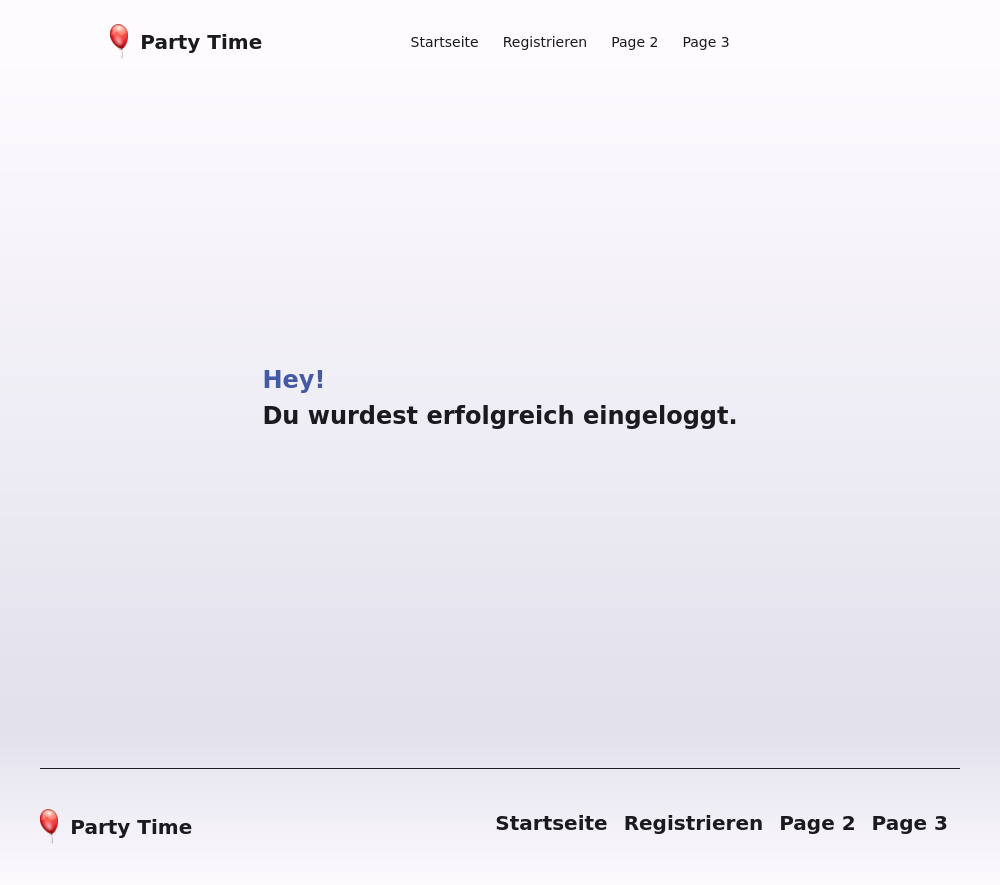 Party Time
Startseite Registrieren Page 2 Page 3
Hey!
Du wurdest erfolgreich eingeloggt.
Party Time
Startseite Registrieren Page 2 Page 3